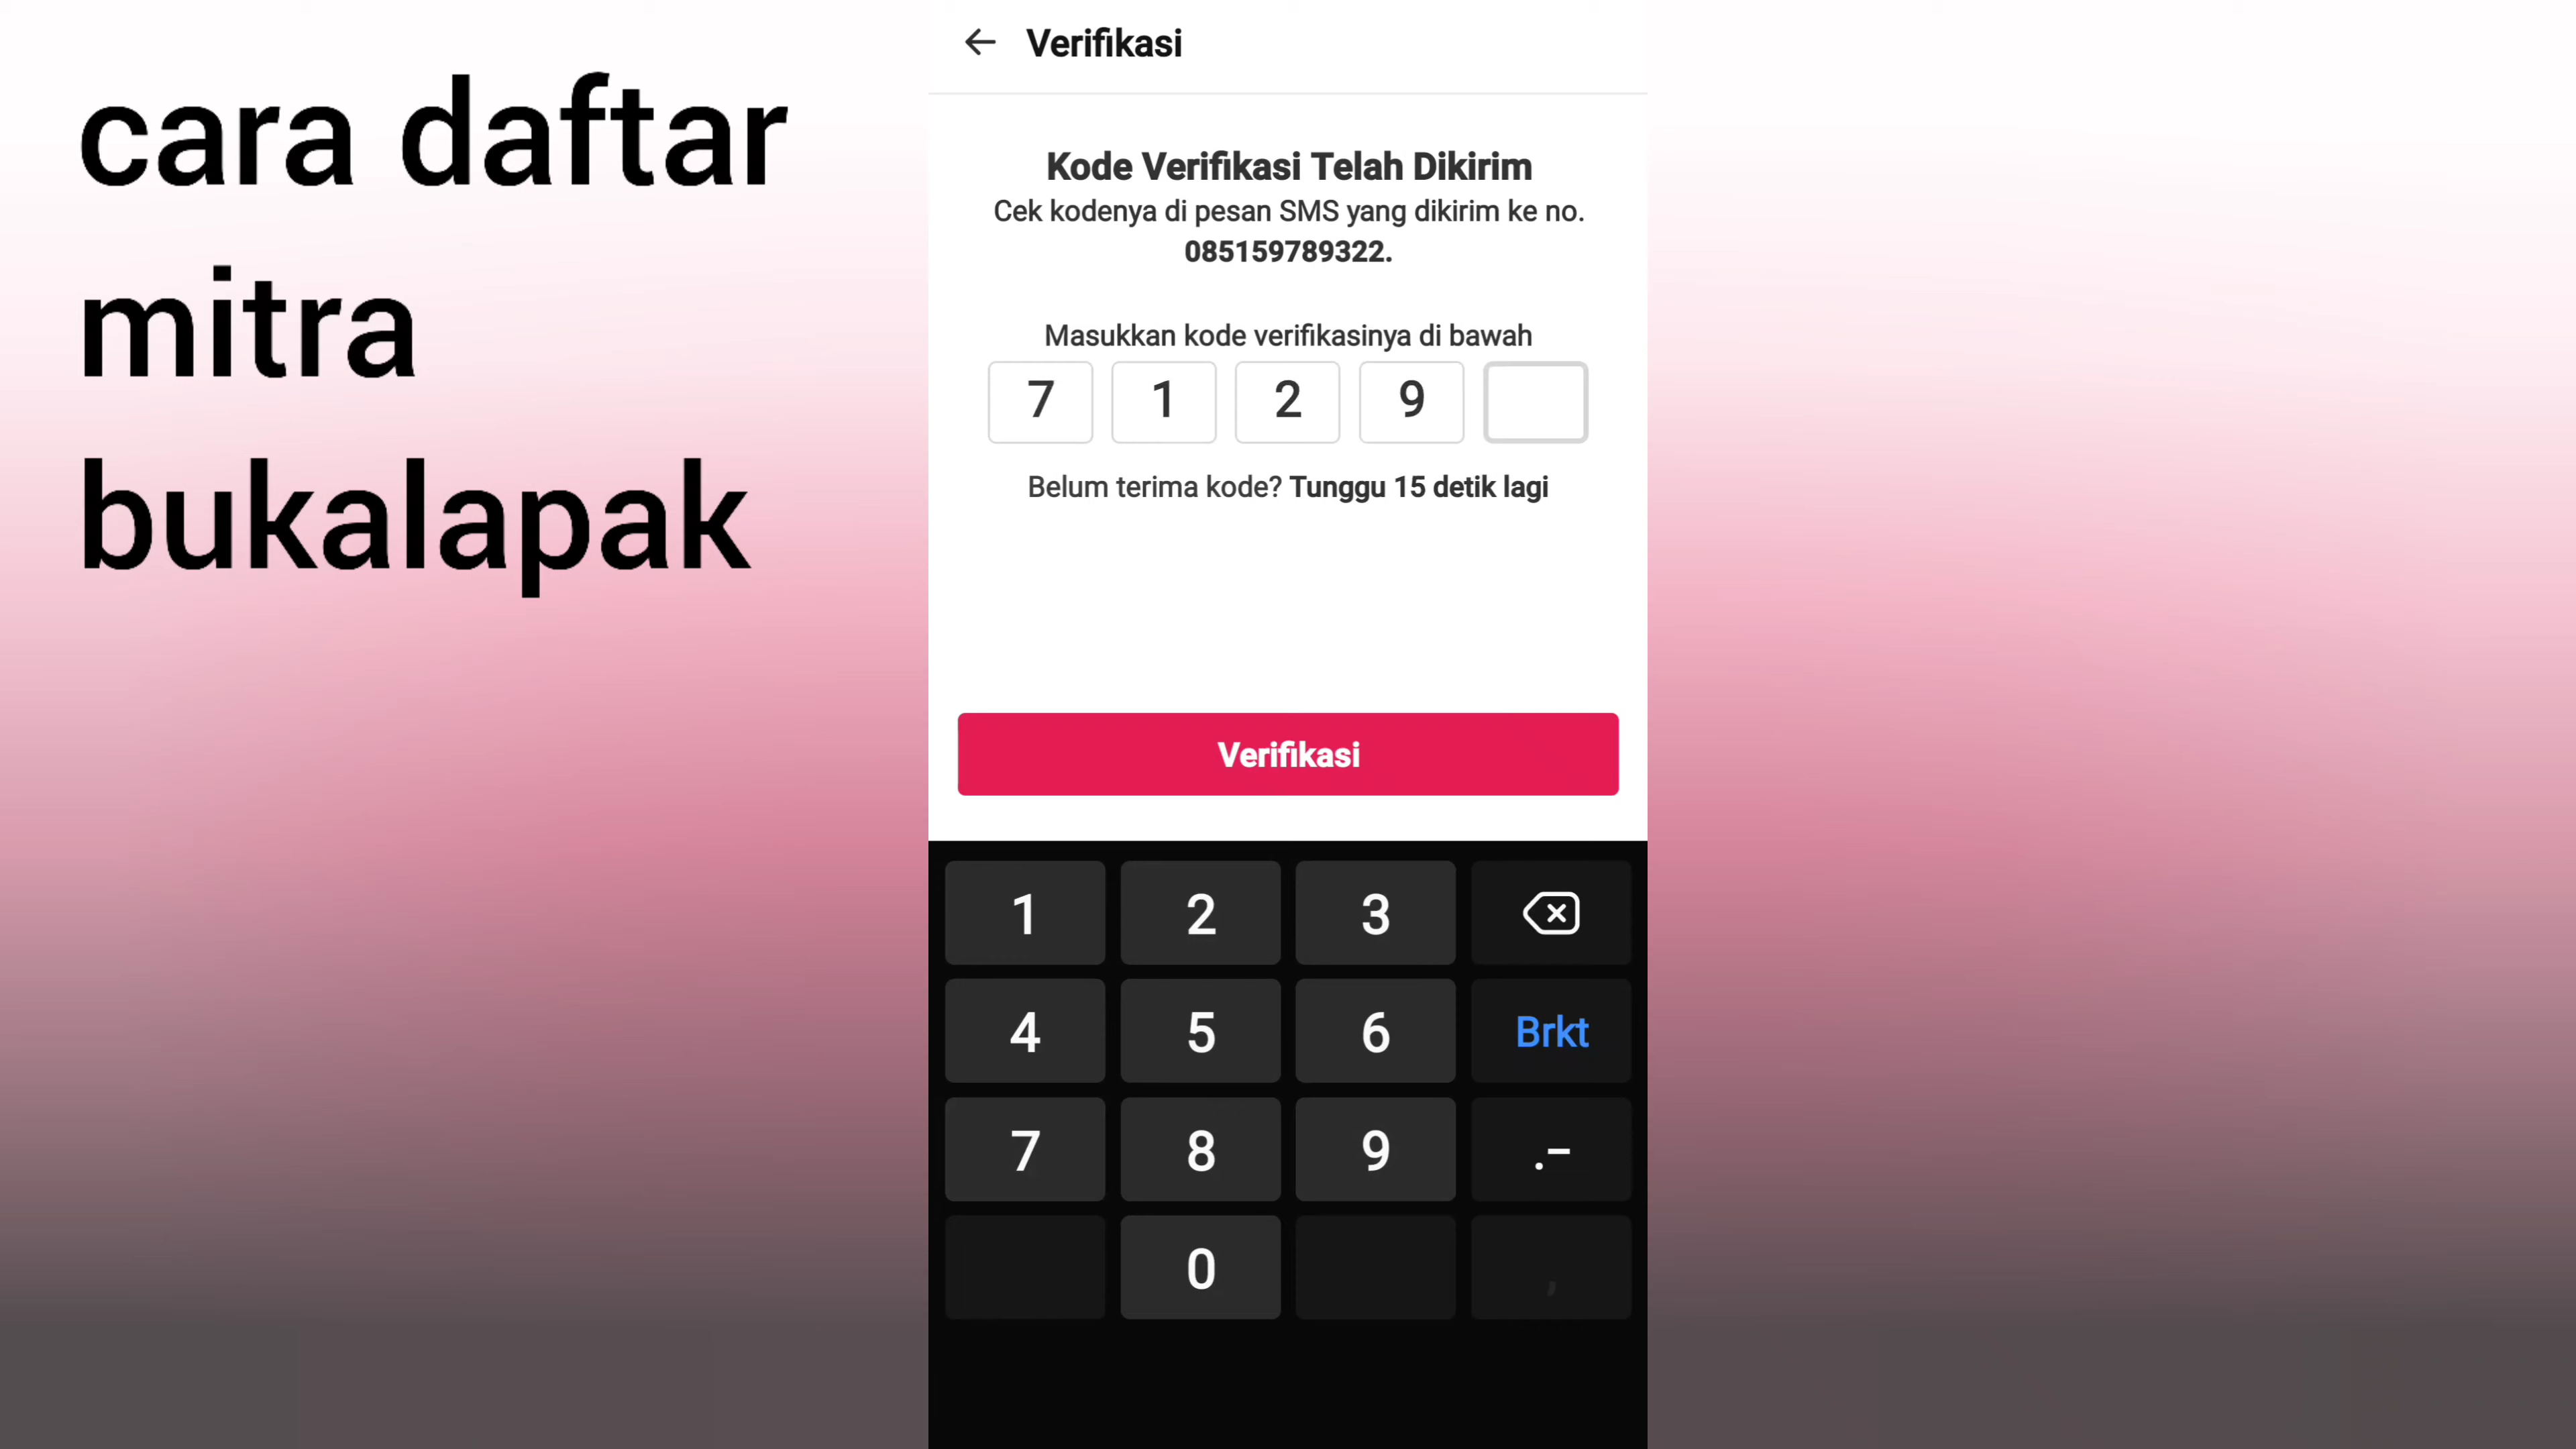 cara daftar
mitra
bukalapak
Verifikasi
Kode Verifikasi Telah Dikirim
Cek kodenya di pesan SMS yang dikirim ke no.
085159789322.
Masukkan kode verifikasinya di bawah
7 1 2 9
Belum terima kode? Tunggu 15 detik lagi
Verifikasi
1 2 3
4 5 6 Brkt
7 8 9 .-
0 ,